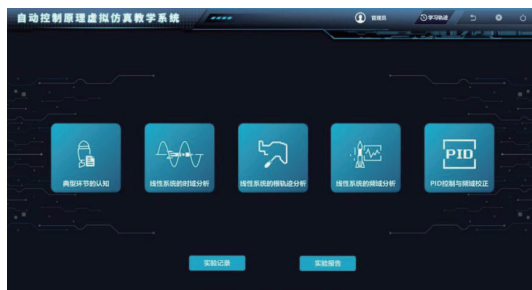 自动控制原理虚拟仿真教学系统
管理员
学习轨迹
典型环节的认知
线性系统的时域分析
线性系统的根轨迹分析
线性系统的频域分析
PID
PID控制与频域校正
实验记录
实验报告